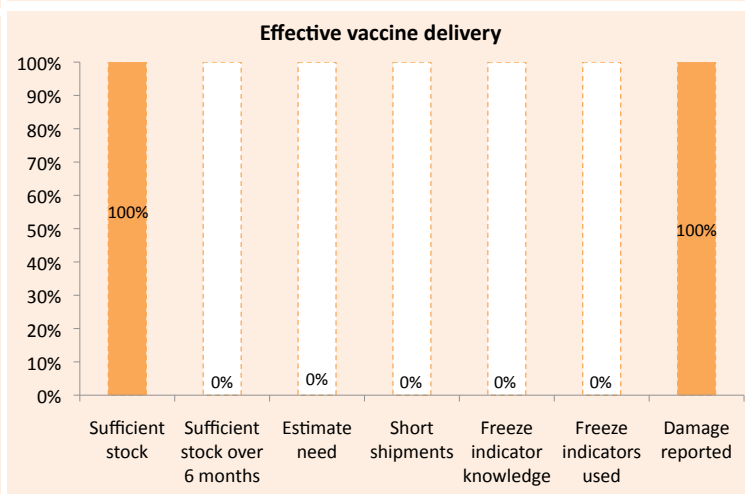 Effective vaccine delivery
100%
90%
80%
70%
60%
50%
40%
30%
20%
10%
0%
100%
0%
0%
0%
0%
0%
100%
Sufficient
stock
Sufficient
stock over
6 months
Estimate
need
Short
shipments
Freeze
indicator
knowledge
Freeze
indicators
used
Damage
reported